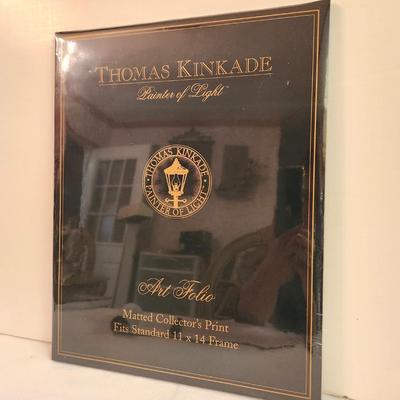 THOMAS KINKADE
Painter of Light™
THOMAS KINKADE
PAINTER OF LIGHT
Art Folio
Matted Collector's Print
Fits Standard 11 x 14 Frame